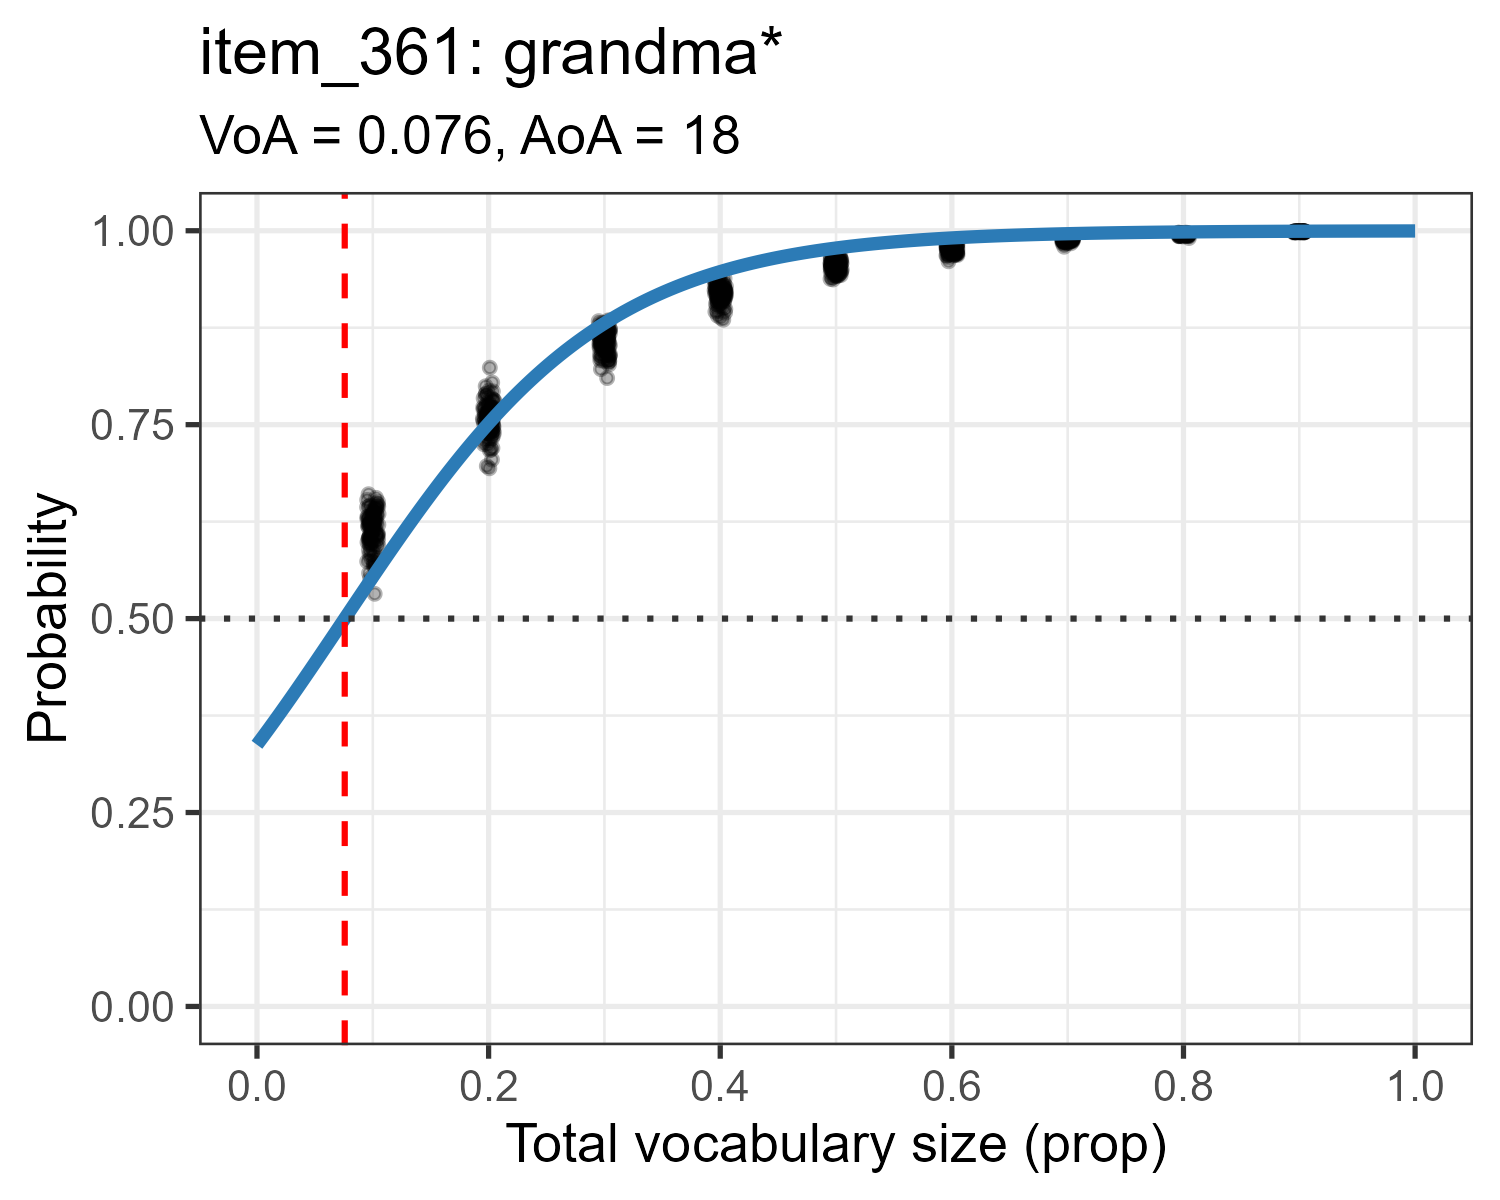 item_361: grandma*
VoA = 0.076, AoA = 18
1.00
0.75
0.50
0.25
0.00
Probability
0.0 0.2 0.4 0.6 0.8 1.0
Total vocabulary size (prop)